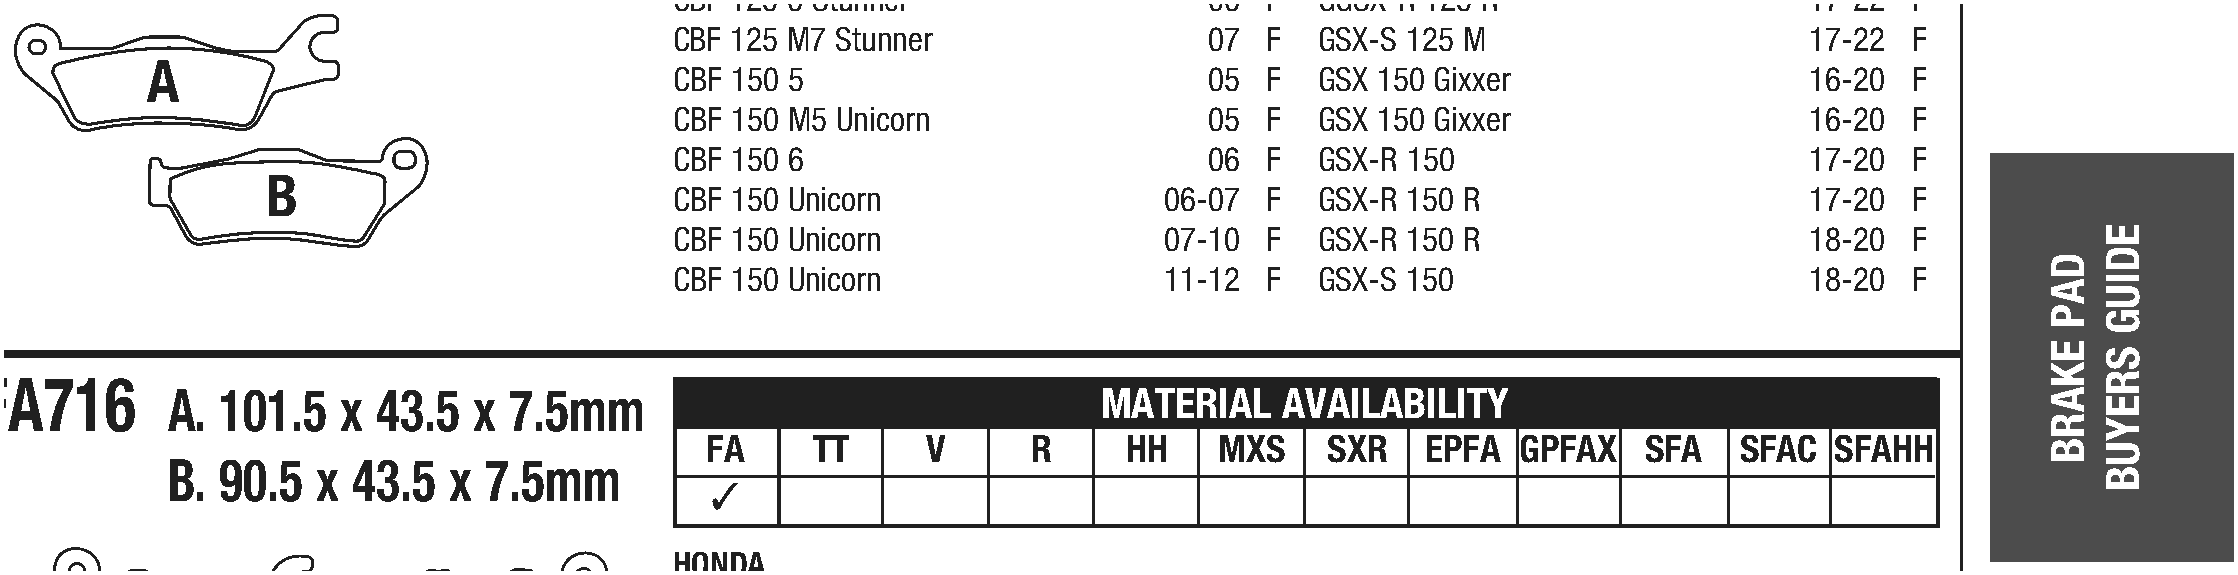 A
B
CBF 125 M7 Stunner 07 F
CBF 150 5 05 F
CBF 150 M5 Unicorn 05 F
CBF 150 6 06 F
CBF 150 Unicorn 06-07 F
CBF 150 Unicorn 07-10 F
CBF 150 Unicorn 11-12 F
GSX-S 125 M 17-22 F
GSX 150 Gixxer 16-20 F
GSX 150 Gixxer 16-20 F
GSX-R 150 17-20 F
GSX-R 150 R 17-20 F
GSX-R 150 R 18-20 F
GSX-S 150 18-20 F
FA716
A. 101.5 x 43.5 x 7.5mm
B. 90.5 x 43.5 x 7.5mm
MATERIAL AVAILABILITY
FA TT V R HH MXS SXR EPFA GPFAX SFA SFAC SFAHH
✓
HONDA
BRAKE PAD
BUYERS GUIDE